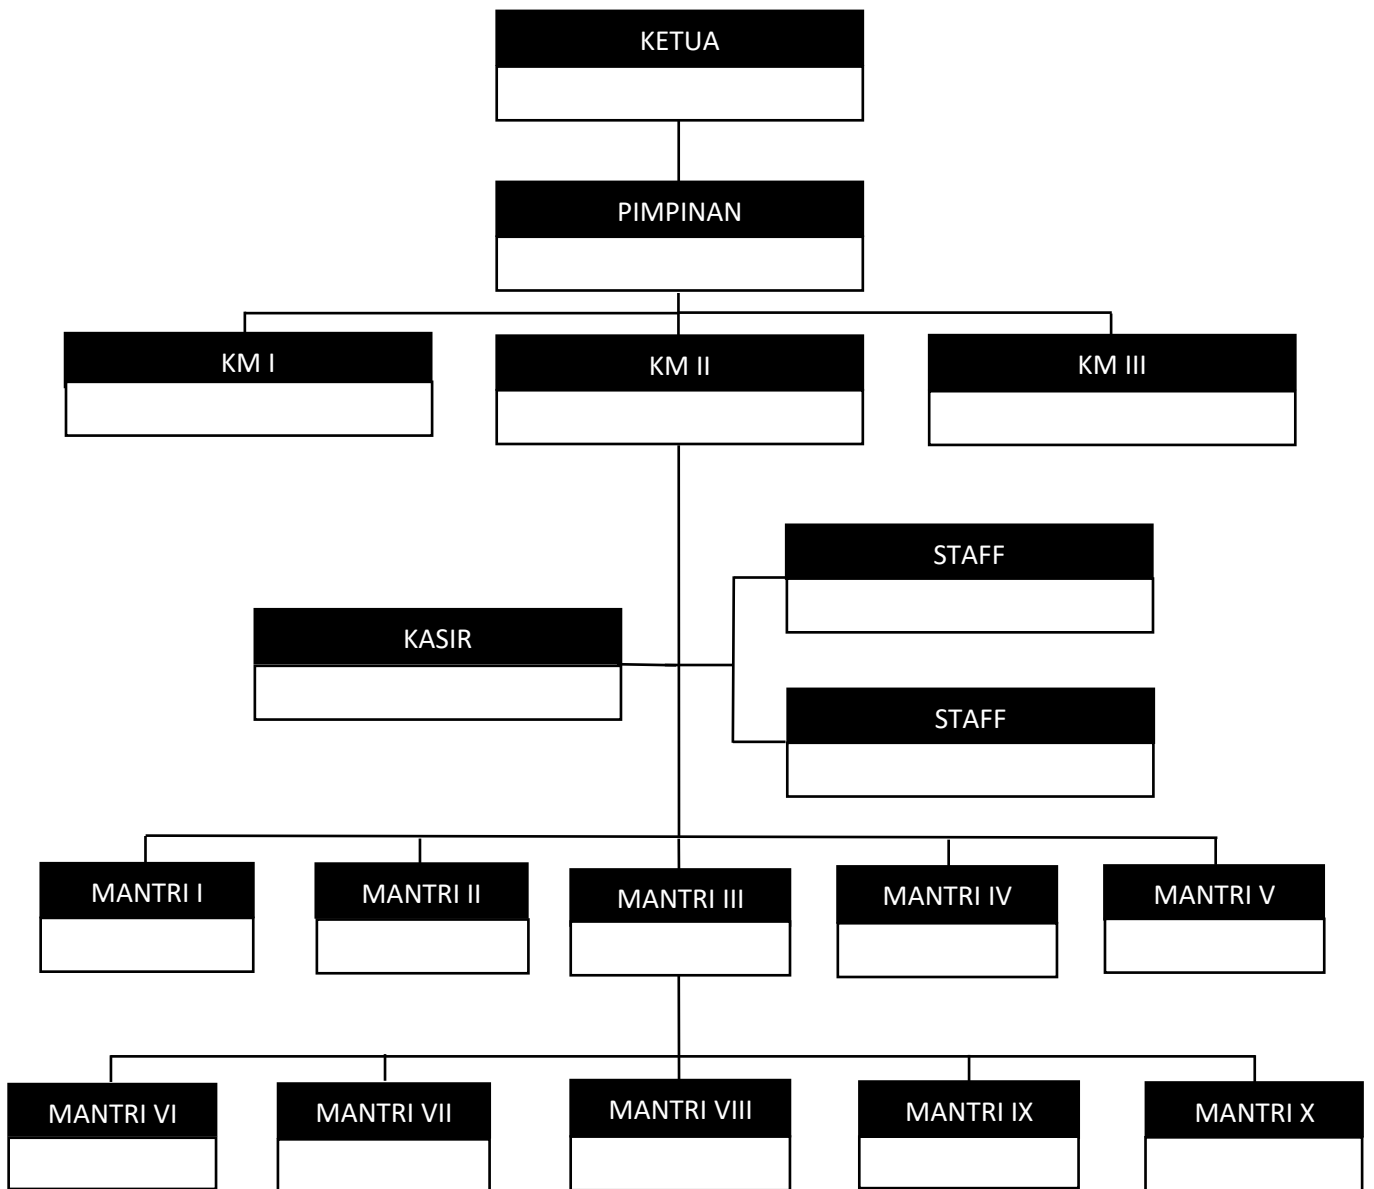 KETUA
PIMPINAN
KM I
KM II
KM III
STAFF
KASIR
STAFF
MANTRI I
MANTRI II
MANTRI III
MANTRI IV
MANTRI V
MANTRI VI
MANTRI VII
MANTRI VIII
MANTRI IX
MANTRI X